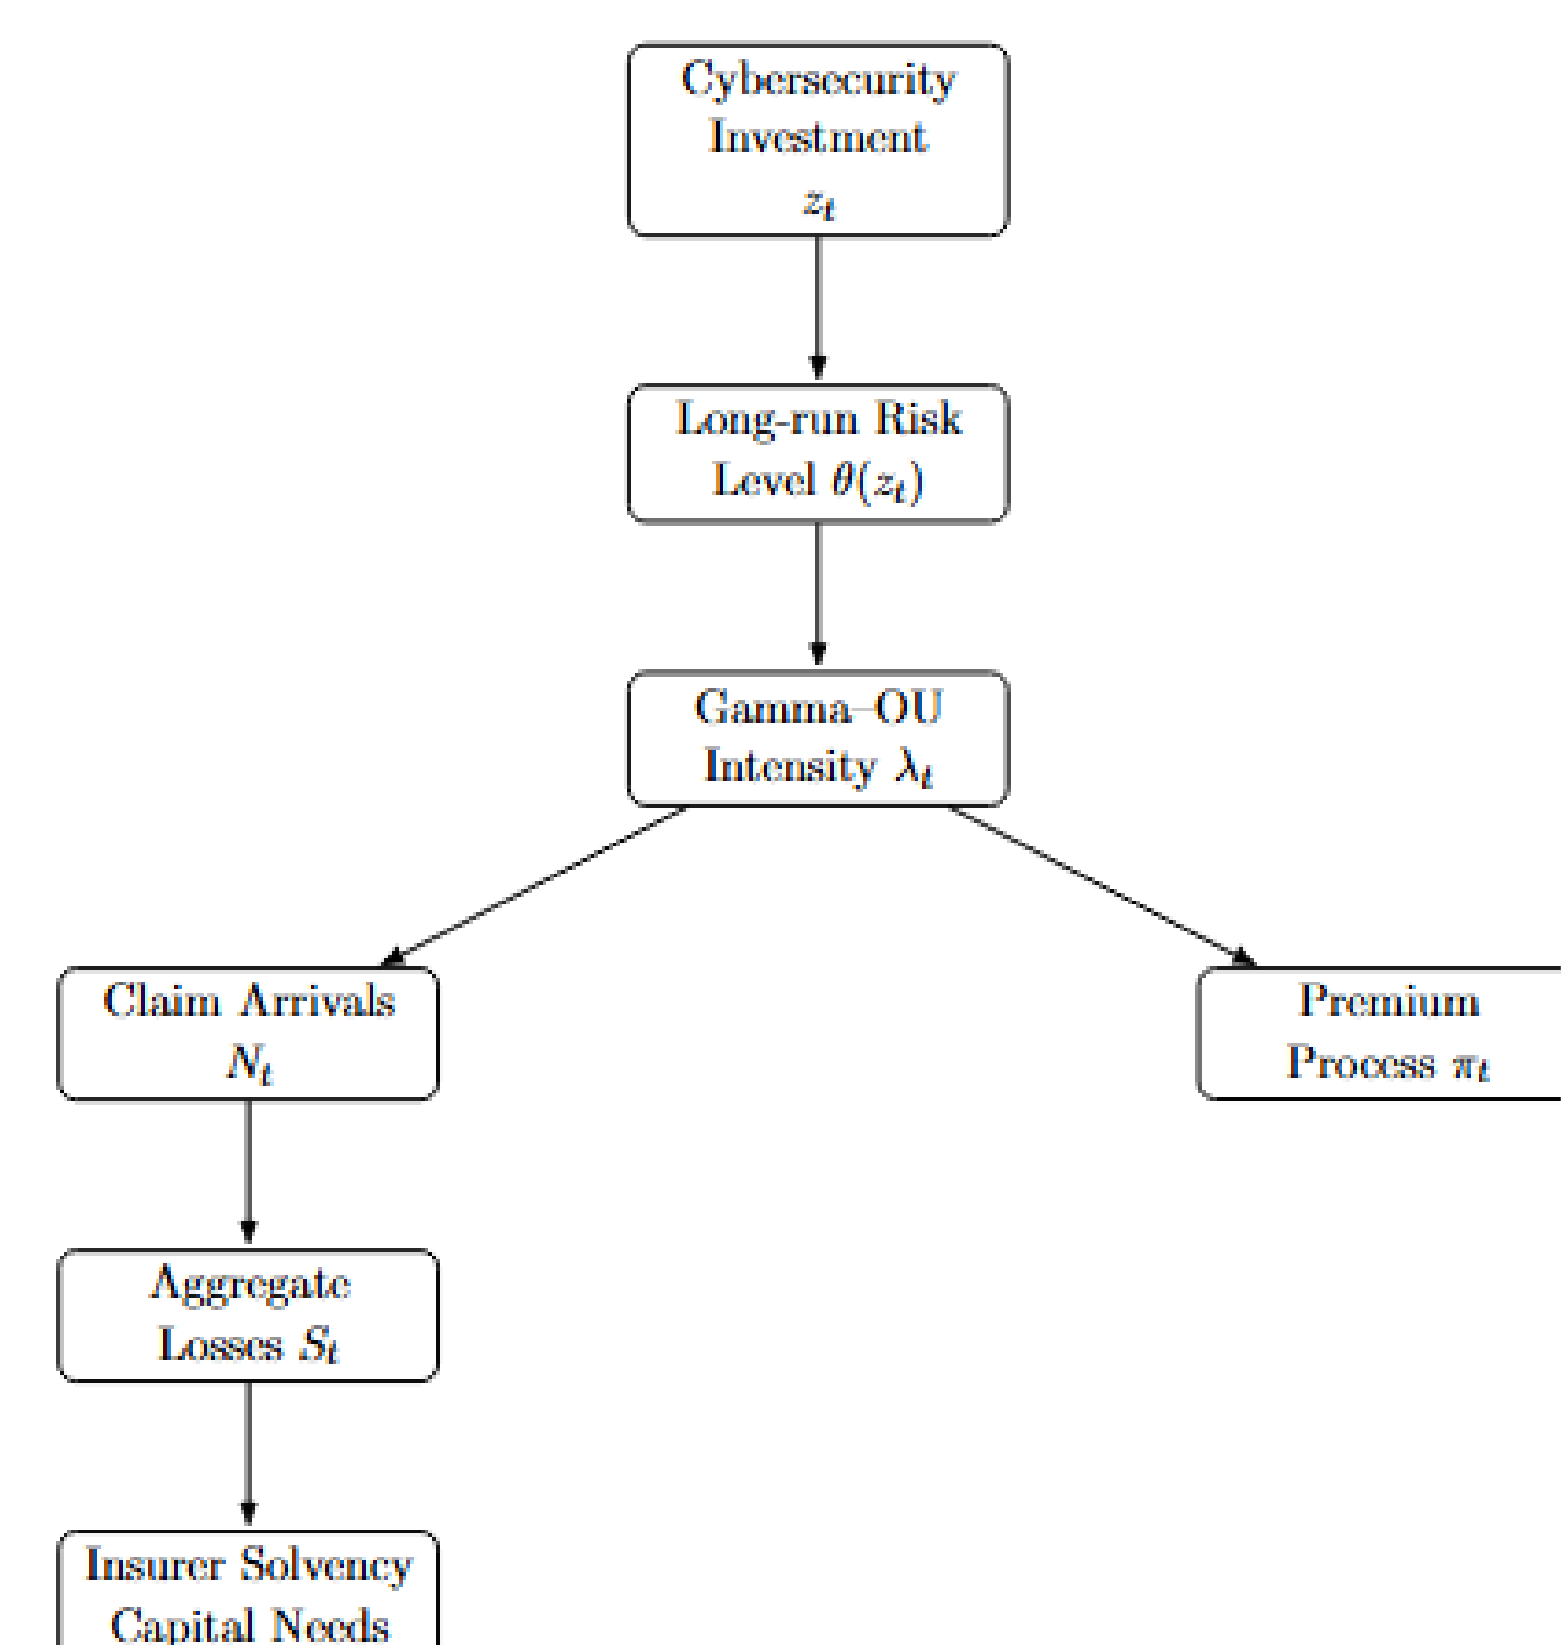 Cybersecurity
Investment
z_t
Long-run Risk
Level θ(z_t)
Gamma–OU
Intensity λ_t
Claim Arrivals
N_t
Premium
Process π_t
Aggregate
Losses S_t
Insurer Solvency
Capital Needs